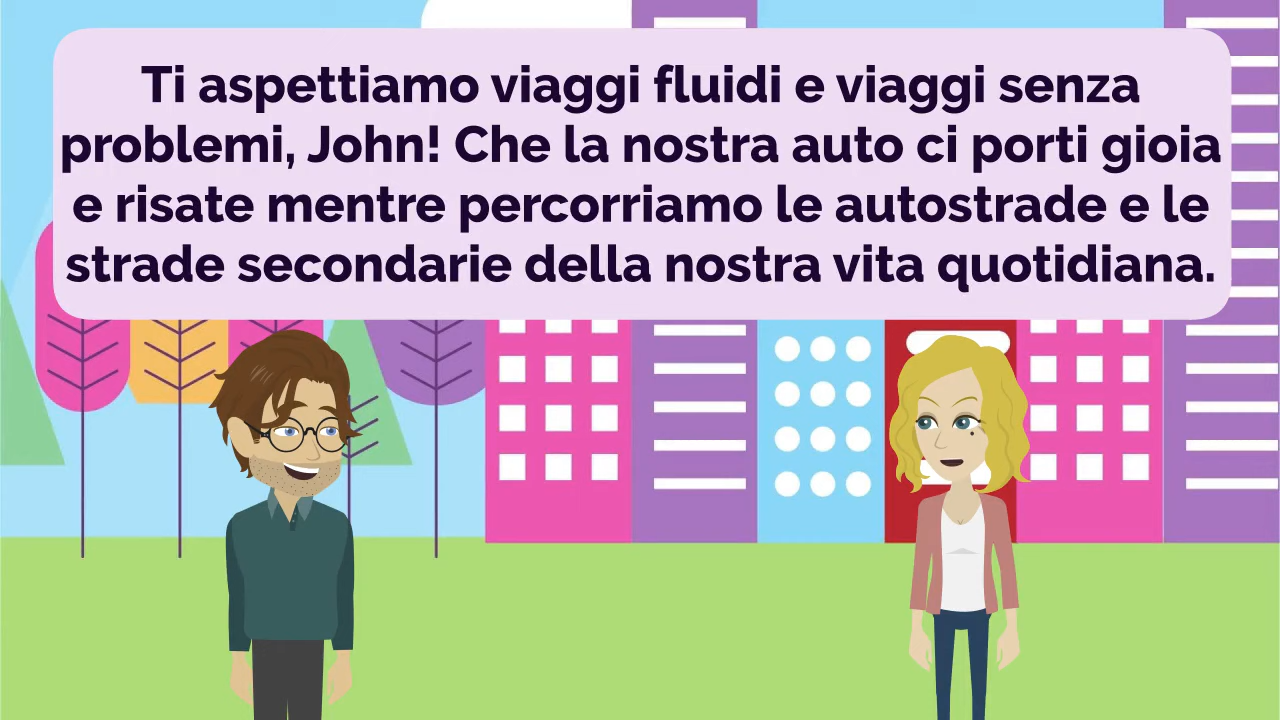 Ti aspettiamo viaggi fluidi e viaggi senza
problemi, John! Che la nostra auto ci porti gioia
e risate mentre percorriamo le autostrade e le
strade secondarie della nostra vita quotidiana.